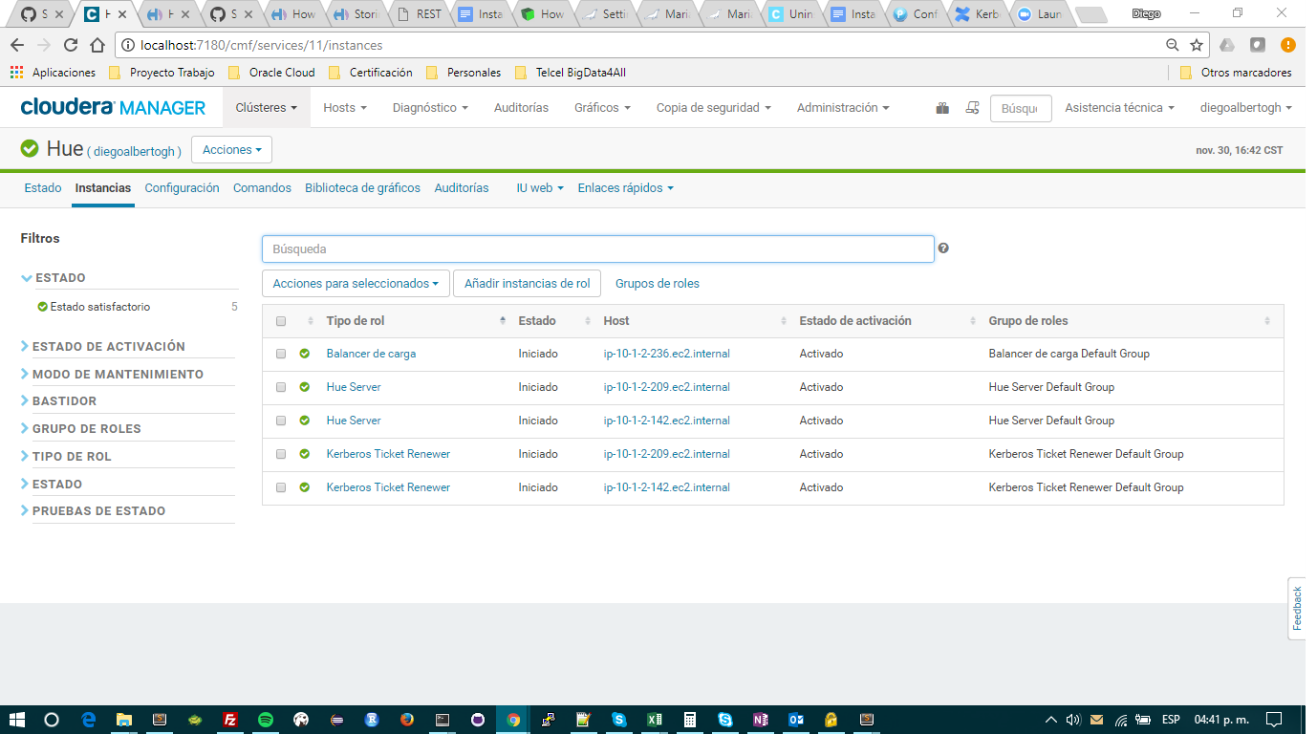 S H H S How Stori REST Insta How Setti Mari Mari Unin Insta Conf Kerb Laun Diego
localhost:7180/cmf/services/11/instances
Aplicaciones Proyecto Trabajo Oracle Cloud Certificación Personales Telcel BigData4All Otros marcadores
cloudera MANAGER Clústeres Hosts Diagnóstico Auditorías Gráficos Copia de seguridad Administración Búsqu Asistencia técnica diegoalbertogh
Hue ( diegoalbertogh ) Acciones nov. 30, 16:42 CST
Estado Instancias Configuración Comandos Biblioteca de gráficos Auditorías IU web Enlaces rápidos
Filtros
ESTADO
Estado satisfactorio 5
ESTADO DE ACTIVACIÓN
MODO DE MANTENIMIENTO
BASTIDOR
GRUPO DE ROLES
TIPO DE ROL
ESTADO
PRUEBAS DE ESTADO
Búsqueda
Acciones para seleccionados Añadir instancias de rol Grupos de roles
Tipo de rol Estado Host Estado de activación Grupo de roles
Balancer de carga Iniciado ip-10-1-2-236.ec2.internal Activado Balancer de carga Default Group
Hue Server Iniciado ip-10-1-2-209.ec2.internal Activado Hue Server Default Group
Hue Server Iniciado ip-10-1-2-142.ec2.internal Activado Hue Server Default Group
Kerberos Ticket Renewer Iniciado ip-10-1-2-209.ec2.internal Activado Kerberos Ticket Renewer Default Group
Kerberos Ticket Renewer Iniciado ip-10-1-2-142.ec2.internal Activado Kerberos Ticket Renewer Default Group
Feedback
ESP 04:41 p. m.